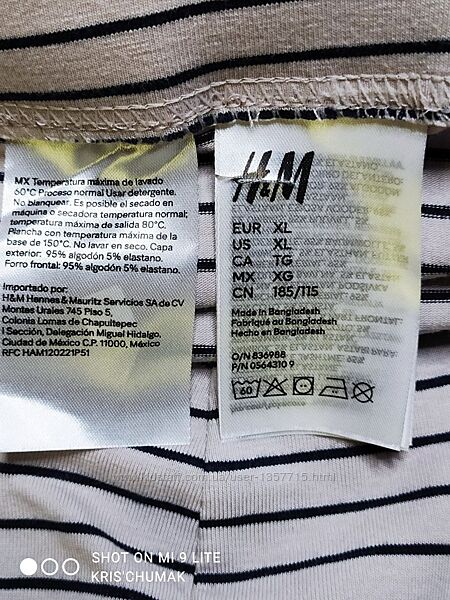 MX Temperatura máxima de lavado
60°C Proceso normal Usar detergente.
No blanquear. Es posible el secado en
máquina o secadora temperatura normal;
temperatura máxima de salida 80°C.
Plancha con temperatura máxima de la
base de 150°C. No lavar en seco. Capa
exterior: 95% algodón 5% elastano.
Forro frontal: 95% algodón 5% elastano.
Importado por:
H&M Hennes & Mauritz Servicios SA de CV
Montes Urales 745 Piso 5,
Colonia Lomas de Chapultepec
I Sección, Delegación Miguel Hidalgo,
Ciudad de México C.P. 11000, México
RFC HAM120221P51
H&M
EUR XL
US XL
CA TG
MX XG
CN 185/115
Made in Bangladesh
Fabriqué au Bangladesh
Hecho en Bangladesh
O/N 836988
P/N 0564310 9
60
SHOT ON MI 9 LITE
KRIS CHUMAK